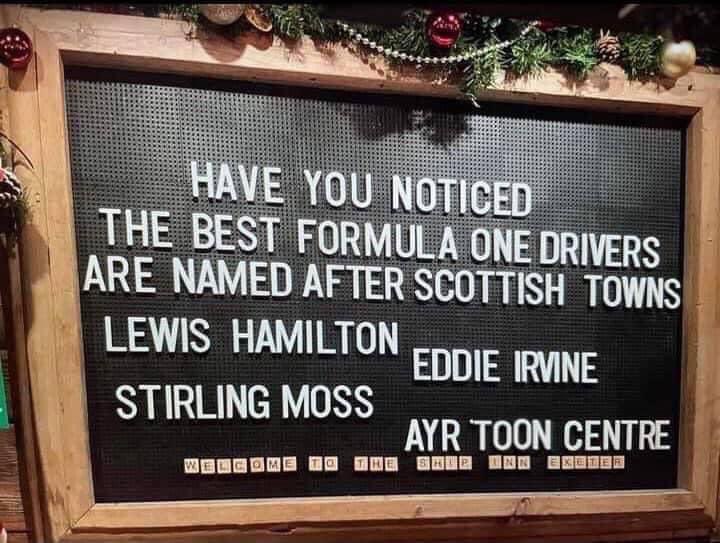 HAVE YOU NOTICED
THE BEST FORMULA ONE DRIVERS
ARE NAMED AFTER SCOTTISH TOWNS
LEWIS HAMILTON
EDDIE IRVINE
STIRLING MOSS
AYR TOON CENTRE
WELCOME TO THE SHIP INN EXETER